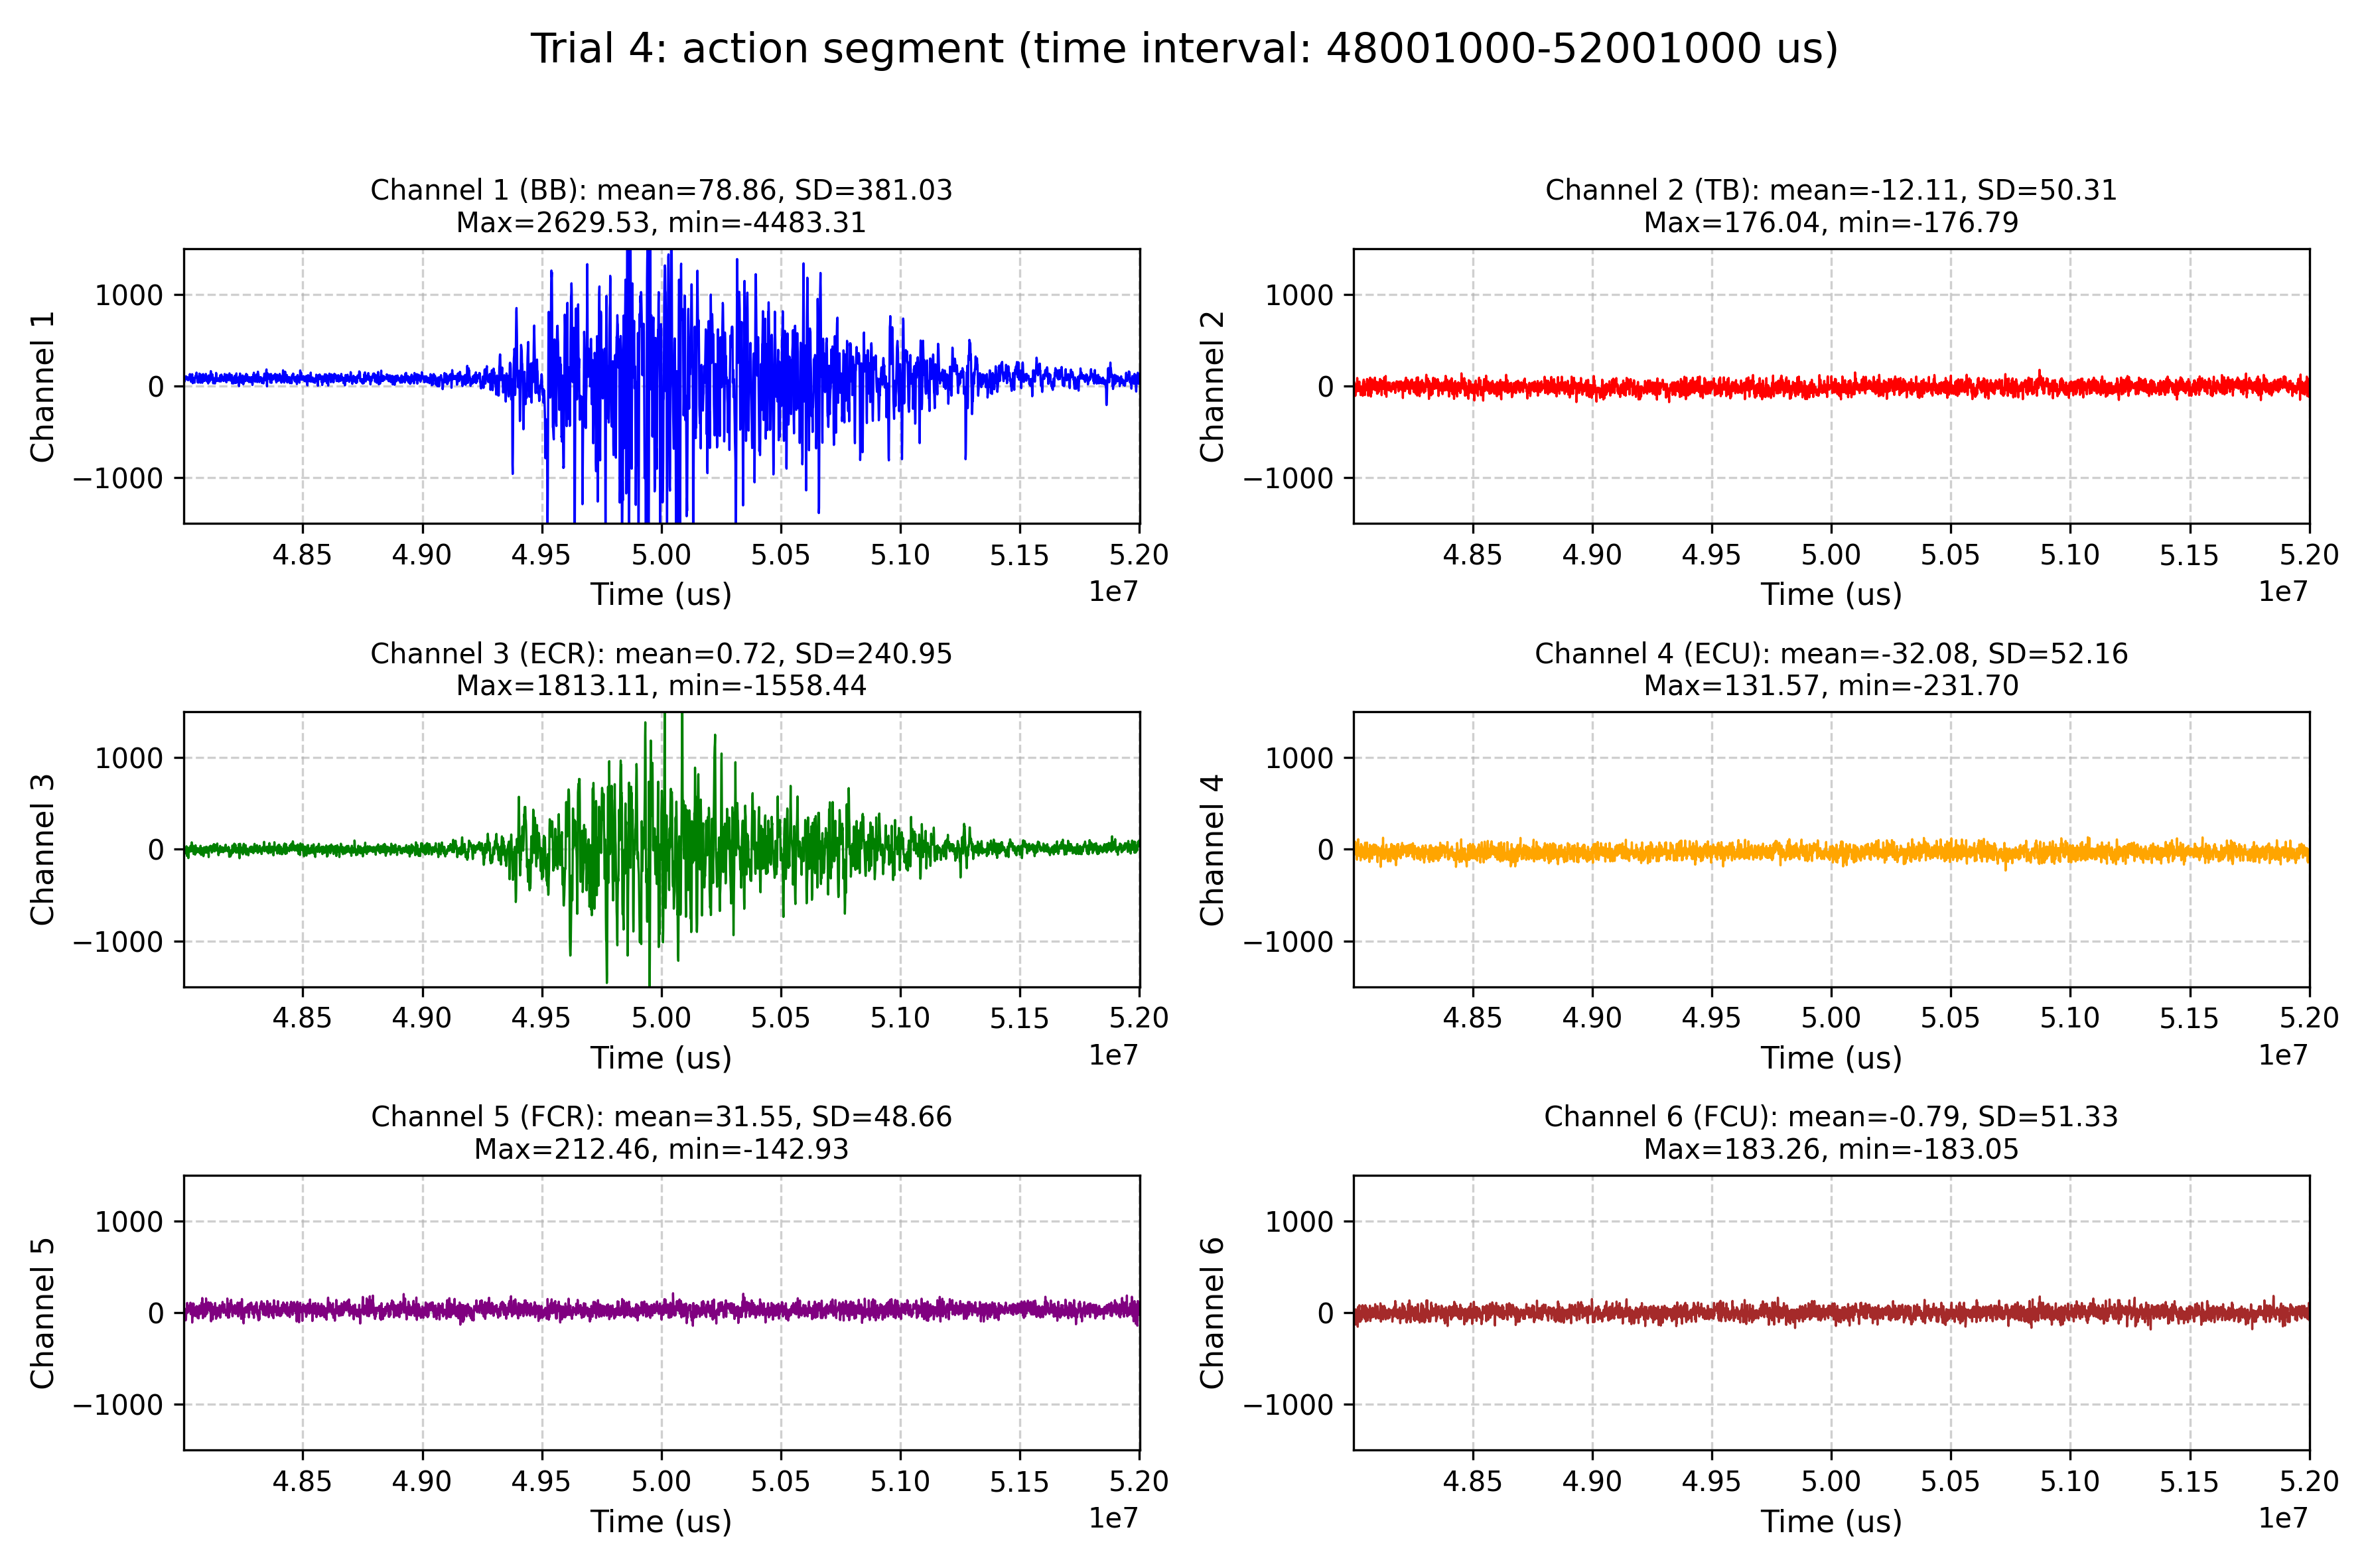 Trial 4: action segment (time interval: 48001000-52001000 us)
Channel 1 (BB): mean=78.86, SD=381.03
Max=2629.53, min=-4483.31
Channel 1
1000
0
−1000
4.85 4.90 4.95 5.00 5.05 5.10 5.15 5.20
1e7
Time (us)
Channel 2 (TB): mean=-12.11, SD=50.31
Max=176.04, min=-176.79
Channel 2
1000
0
−1000
4.85 4.90 4.95 5.00 5.05 5.10 5.15 5.20
1e7
Time (us)
Channel 3 (ECR): mean=0.72, SD=240.95
Max=1813.11, min=-1558.44
Channel 3
1000
0
−1000
4.85 4.90 4.95 5.00 5.05 5.10 5.15 5.20
1e7
Time (us)
Channel 4 (ECU): mean=-32.08, SD=52.16
Max=131.57, min=-231.70
Channel 4
1000
0
−1000
4.85 4.90 4.95 5.00 5.05 5.10 5.15 5.20
1e7
Time (us)
Channel 5 (FCR): mean=31.55, SD=48.66
Max=212.46, min=-142.93
Channel 5
1000
0
−1000
4.85 4.90 4.95 5.00 5.05 5.10 5.15 5.20
1e7
Time (us)
Channel 6 (FCU): mean=-0.79, SD=51.33
Max=183.26, min=-183.05
Channel 6
1000
0
−1000
4.85 4.90 4.95 5.00 5.05 5.10 5.15 5.20
1e7
Time (us)